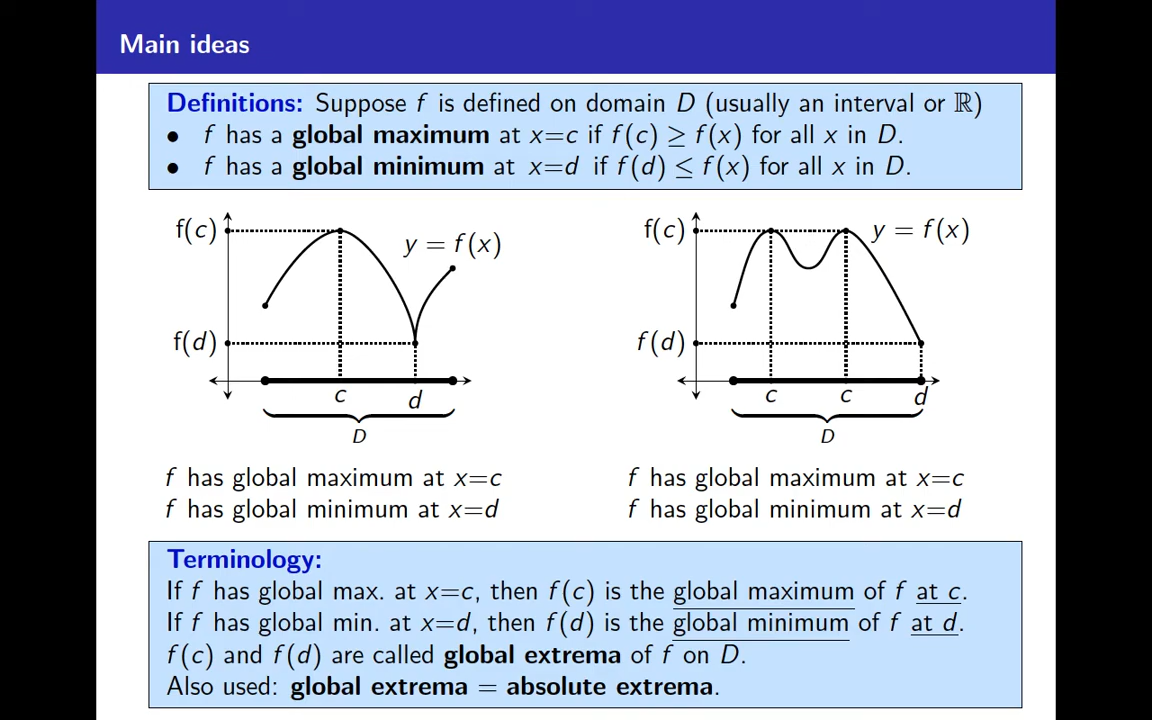 Main ideas
Definitions: Suppose f is defined on domain D (usually an interval or ℝ)
• f has a global maximum at x=c if f(c) ≥ f(x) for all x in D.
• f has a global minimum at x=d if f(d) ≤ f(x) for all x in D.
f(c)
y = f(x)
f(d)
c
d
D
f(c)
y = f(x)
f(d)
c
c
d
D
f has global maximum at x=c
f has global minimum at x=d
f has global maximum at x=c
f has global minimum at x=d
Terminology:
If f has global max. at x=c, then f(c) is the global maximum of f at c.
If f has global min. at x=d, then f(d) is the global minimum of f at d.
f(c) and f(d) are called global extrema of f on D.
Also used: global extrema = absolute extrema.